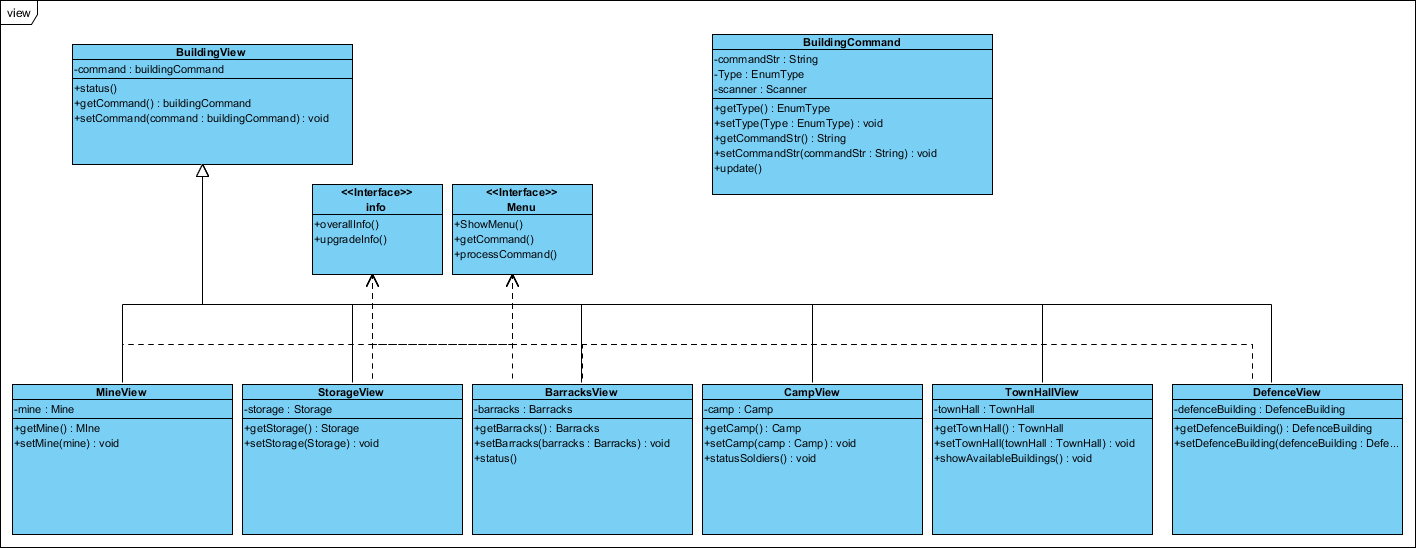 view
BuildingView
-command : buildingCommand
+status()
+getCommand() : buildingCommand
+setCommand(command : buildingCommand) : void
BuildingCommand
-commandStr : String
-Type : EnumType
-scanner : Scanner
+getType() : EnumType
+setType(Type : EnumType) : void
+getCommandStr() : String
+setCommandStr(commandStr : String) : void
+update()
<<Interface>>
info
+overallInfo()
+upgradeInfo()
<<Interface>>
Menu
+ShowMenu()
+getCommand()
+processCommand()
MineView
-mine : Mine
+getMine() : MIne
+setMine(mine) : void
StorageView
-storage : Storage
+getStorage() : Storage
+setStorage(Storage) : void
BarracksView
-barracks : Barracks
+getBarracks() : Barracks
+setBarracks(barracks : Barracks) : void
+status()
CampView
-camp : Camp
+getCamp() : Camp
+setCamp(camp : Camp) : void
+statusSoldiers() : void
TownHallView
-townHall : TownHall
+getTownHall() : TownHall
+setTownHall(townHall : TownHall) : void
+showAvailableBuildings() : void
DefenceView
-defenceBuilding : DefenceBuilding
+getDefenceBuilding() : DefenceBuilding
+setDefenceBuilding(defenceBuilding : Defe...